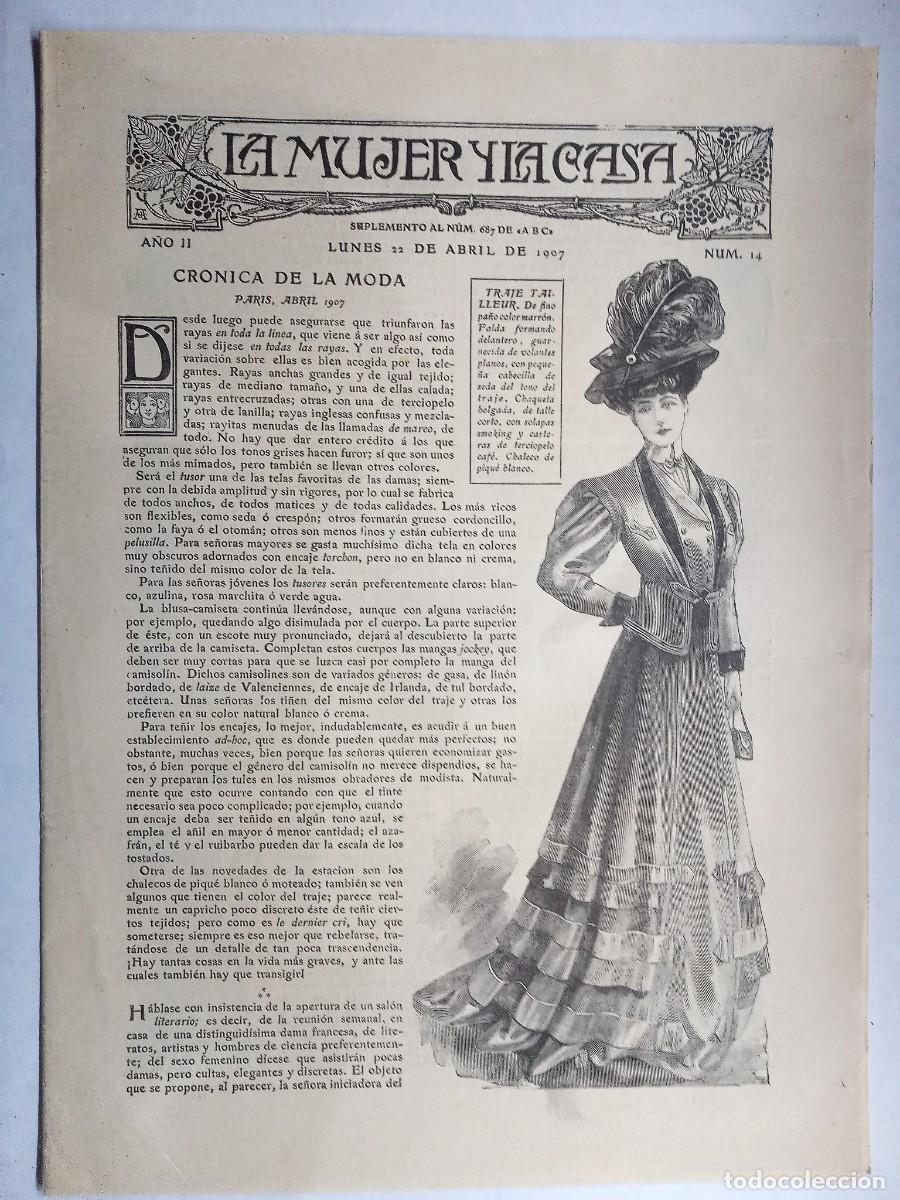 LA MUJER Y LA CASA
SUPLEMENTO AL NÚM. 687 DE «A B C»
AÑO II
LUNES 22 DE ABRIL DE 1907
NUM. 14
CRONICA DE LA MODA
PARIS, ABRIL 1907
Desde luego puede asegurarse que triunfaron las
rayas en toda la línea, que viene á ser algo así como
si se dijese en todas las rayas. Y en efecto, toda
variación sobre ellas es bien acogida por las ele-
gantes. Rayas anchas grandes y de igual tejido;
rayas de mediano tamaño, y una de ellas calada;
rayas entrecruzadas; otras con una de terciopelo
y otra de lanilla; rayas inglesas confusas y mezcla-
das; rayitas menudas de las llamadas de marco, de
todo. No hay que dar entero crédito á los que
aseguran que sólo los tonos grises hacen furor; sí que son unos
de los más mimados, pero también se llevan otros colores.
Será el tusor una de las telas favoritas de las damas; siem-
pre con la debida amplitud y sin rigores, por lo cual se fabrica
de todos anchos, de todos matices y de todas calidades. Los más ricos
son flexibles, como seda ó crespón; otros formarán grueso cordoncillo,
como la faya ó el otomán; otros son menos finos y están cubiertos de una
pelusilla. Para señoras mayores se gasta muchísimo dicha tela en colores
muy obscuros adornados con encaje torchon, pero no en blanco ni crema,
sino teñido del mismo color de la tela.
Para las señoras jóvenes los tusores serán preferentemente claros: blan-
co, azulina, rosa marchita ó verde agua.
La blusa-camiseta continúa llevándose, aunque con alguna variación;
por ejemplo, quedando algo disimulada por el cuerpo. La parte superior
de éste, con un escote muy pronunciado, dejará al descubierto la parte
de arriba de la camiseta. Completan estos cuerpos las mangas jockey, que
deben ser muy cortas para que se luzca casi por completo la manga del
camisolín. Dichos camisolines son de variados géneros: de gasa, de linón
bordado, de laize de Valenciennes, de encaje de Irlanda, de tul bordado,
etcétera. Unas señoras los tiñen del mismo color del traje y otras los
prefieren en su color natural blanco ó crema.
Para teñir los encajes, lo mejor, indudablemente, es acudir á un buen
establecimiento ad-hoc, que es donde pueden quedar más perfectos; no
obstante, muchas veces, bien porque las señoras quieren economizar gas-
tos, ó bien porque el género del camisolín no merece dispendios, se ha-
cen y preparan los tules en los mismos obradores de modista. Natural-
mente que esto ocurre contando con que el tinte
necesario sea poco complicado; por ejemplo, cuando
un encaje deba ser teñido en algún tono azul, se
emplea el añil en mayor ó menor cantidad; el aza-
frán, el té y el ruibarbo pueden dar la escala de los
tostados.
Otra de las novedades de la estacion son los
chalecos de piqué blanco ó moteado; también se ven
algunos que tienen el color del traje; parece real-
mente un capricho poco discreto éste de teñir cier-
tos tejidos; pero como es le dernier cri, hay que
someterse; siempre es eso mejor que rebelarse, tra-
tándose de un detalle de tan poca trascendencia.
¡Hay tantas cosas en la vida más graves, y ante las
cuales también hay que transigir!
Háblase con insistencia de la apertura de un salón
literario; es decir, de la reunión semanal, en
casa de una distinguidísima dama francesa, de lite-
ratos, artistas y hombres de ciencia preferentemen-
te; del sexo femenino dícese que asistirán pocas
damas, pero cultas, elegantes y discretas. El objeto
que se propone, al parecer, la señora iniciadora del
TRAJE TAI-
LLEUR. De fino
paño color marrón.
Falda formando
delantero, guar-
necida de volantes
planos, con peque-
ña cabecilla de
seda del tono del
traje. Chaqueta
holgada, de talle
corto, con solapas
smoking y carte-
ras de terciopelo
café. Chaleco de
piqué blanco.
todocoleccion